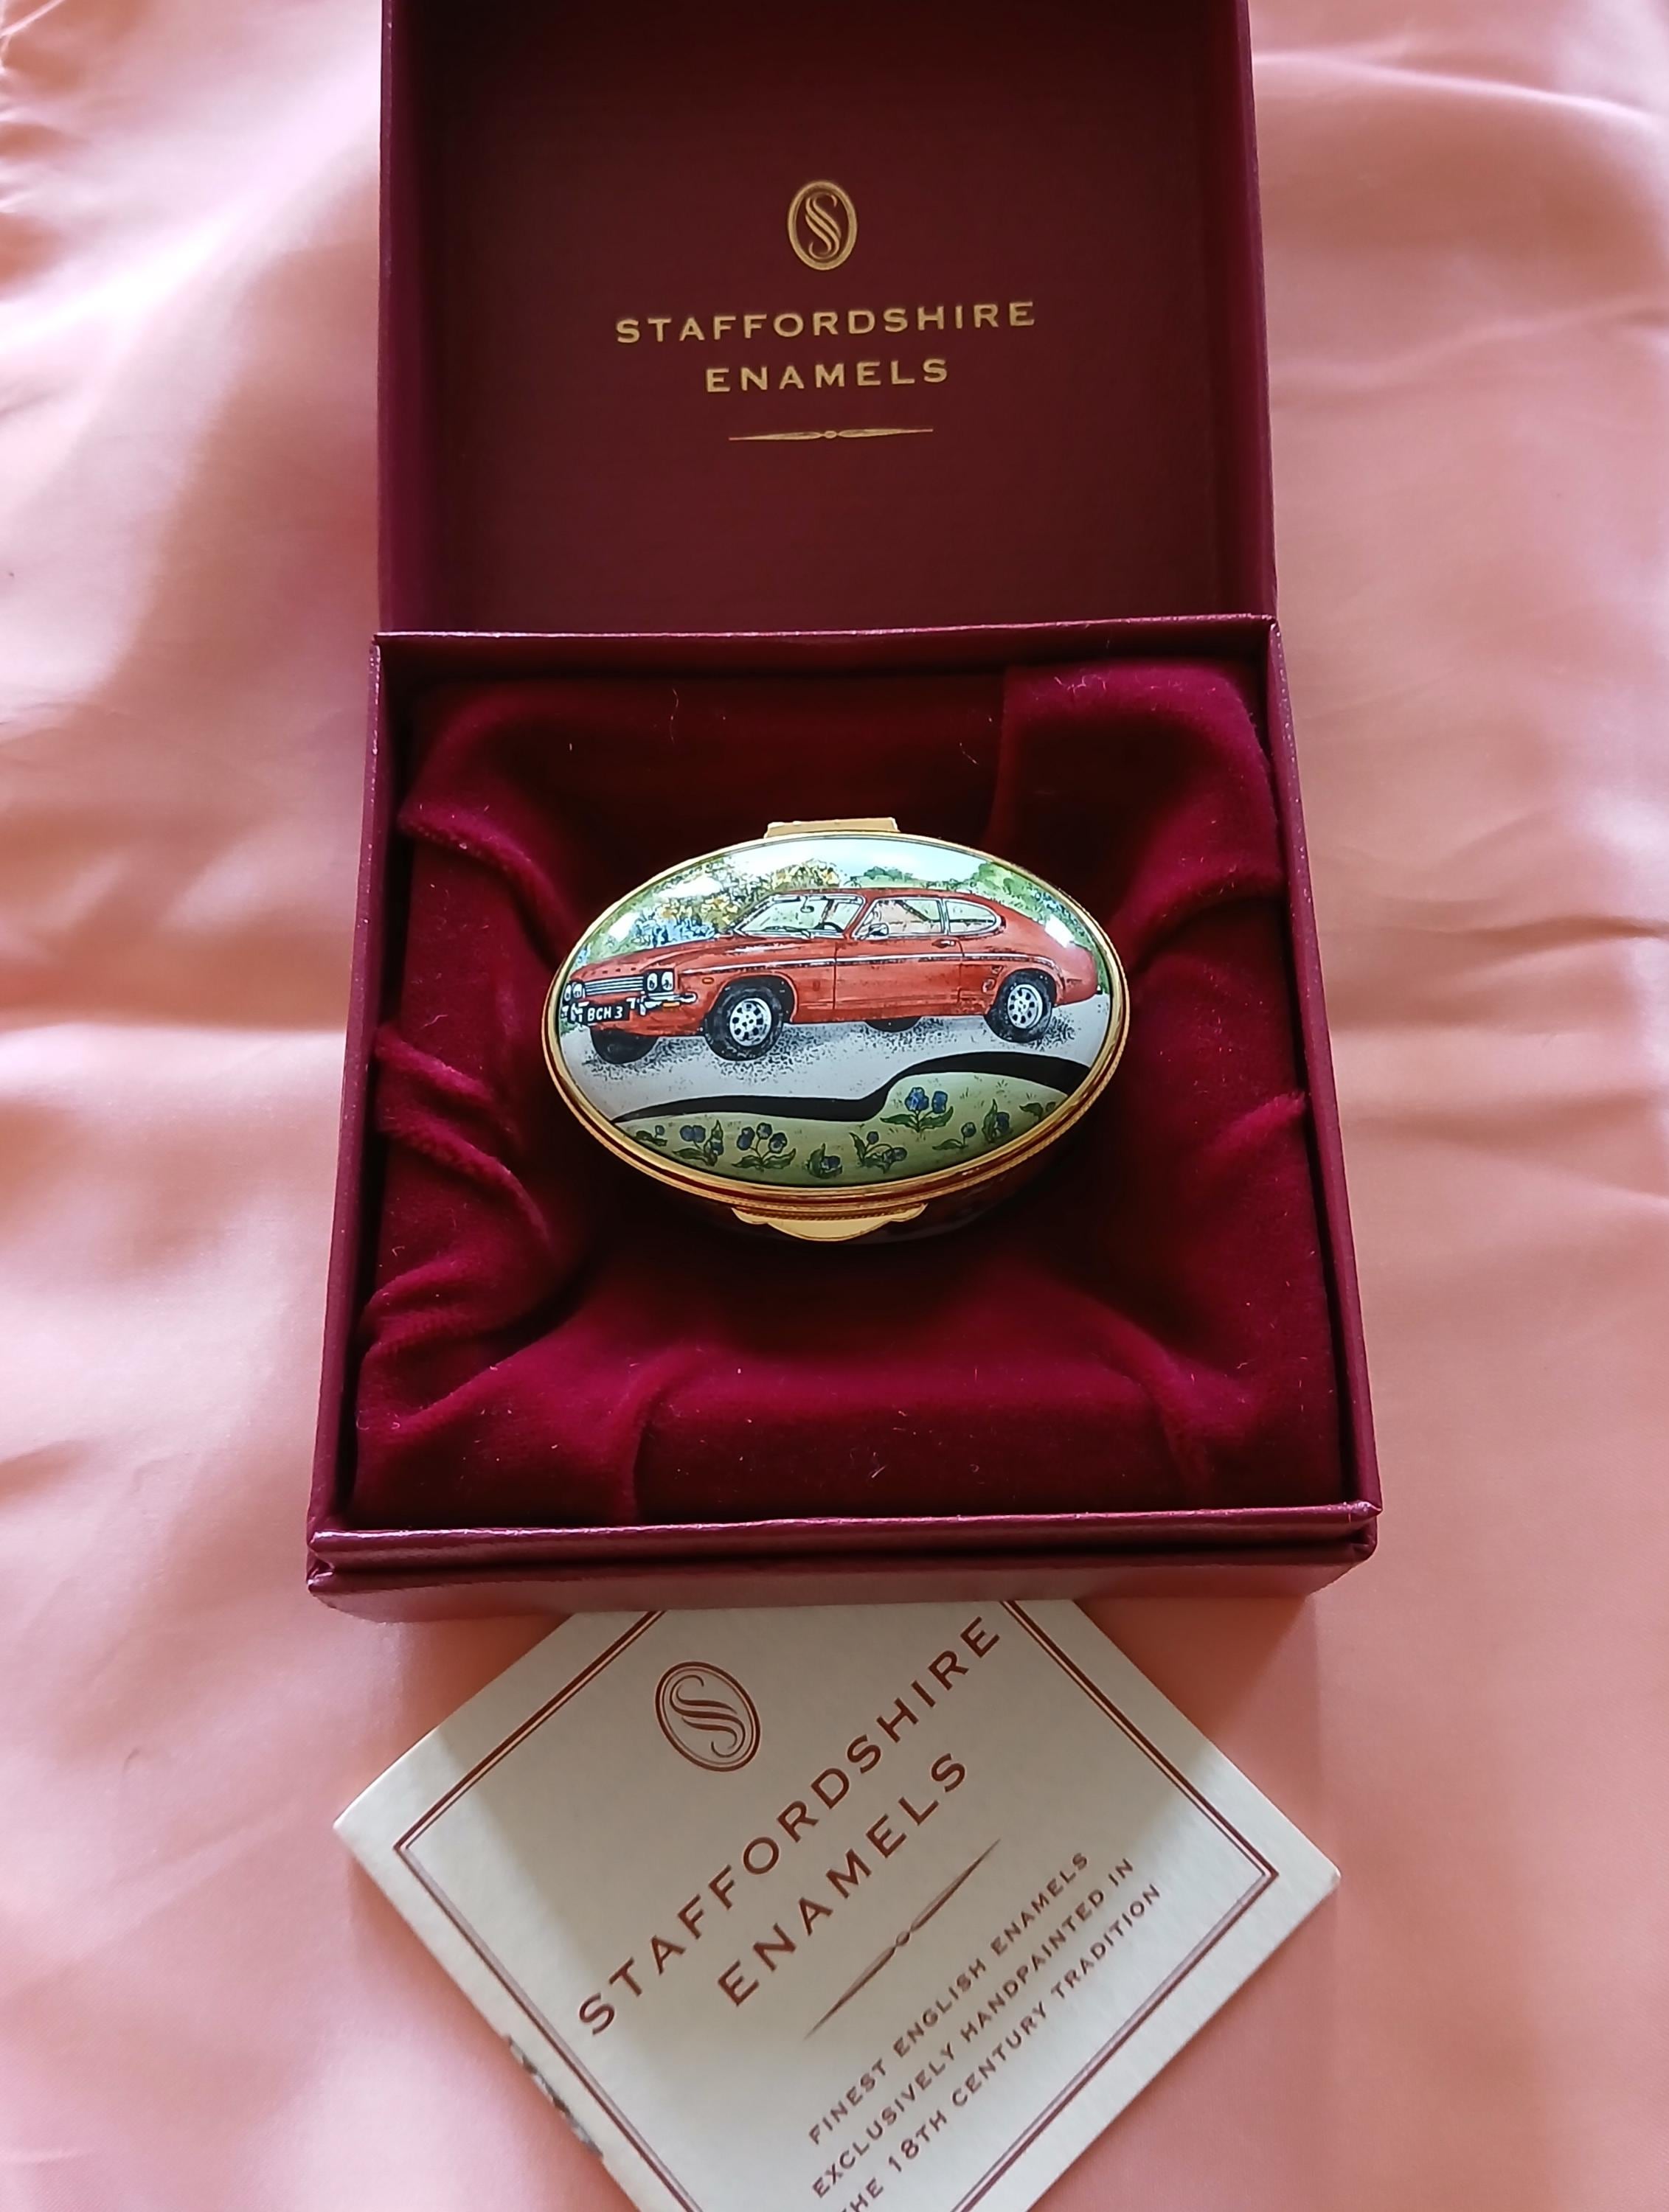 STAFFORDSHIRE
ENAMELS
BCH 3
STAFFORDSHIRE
ENAMELS
FINEST ENGLISH ENAMELS
EXCLUSIVELY HANDPAINTED IN
THE 18TH CENTURY TRADITION